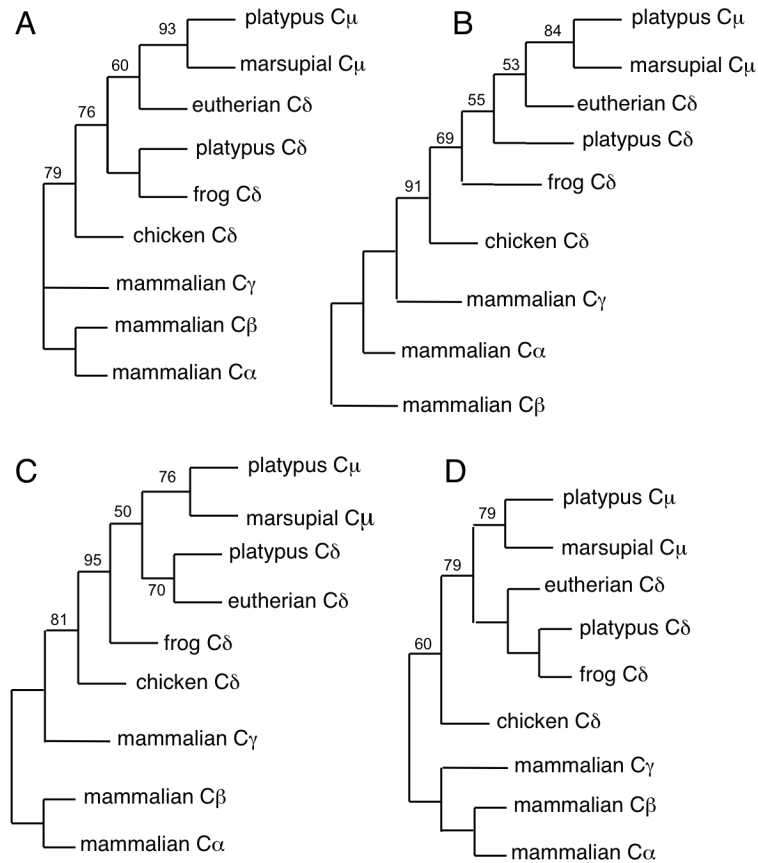 A
93
platypus Cμ
marsupial Cμ
60
eutherian Cδ
76
platypus Cδ
frog Cδ
79
chicken Cδ
mammalian Cγ
mammalian Cβ
mammalian Cα
B
84
platypus Cμ
marsupial Cμ
53
eutherian Cδ
55
platypus Cδ
69
frog Cδ
91
chicken Cδ
mammalian Cγ
mammalian Cα
mammalian Cβ
C
76
platypus Cμ
marsupial Cμ
50
platypus Cδ
70
eutherian Cδ
95
frog Cδ
81
chicken Cδ
mammalian Cγ
mammalian Cβ
mammalian Cα
D
79
platypus Cμ
marsupial Cμ
79
eutherian Cδ
platypus Cδ
frog Cδ
60
chicken Cδ
mammalian Cγ
mammalian Cβ
mammalian Cα